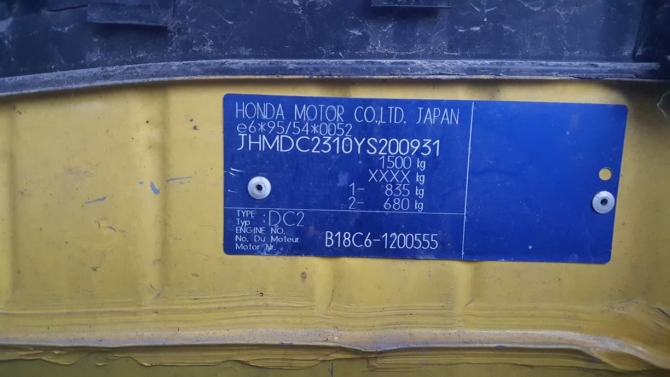 HONDA MOTOR CO.,LTD. JAPAN
e6*95/54*0052
JHMDC2310YS200931
1500 kg
XXXX kg
1- 835 kg
2- 680 kg
TYPE
Typ : DC2
ENGINE NO.
No. Du Moteur B18C6-1200555
Motor Nr.